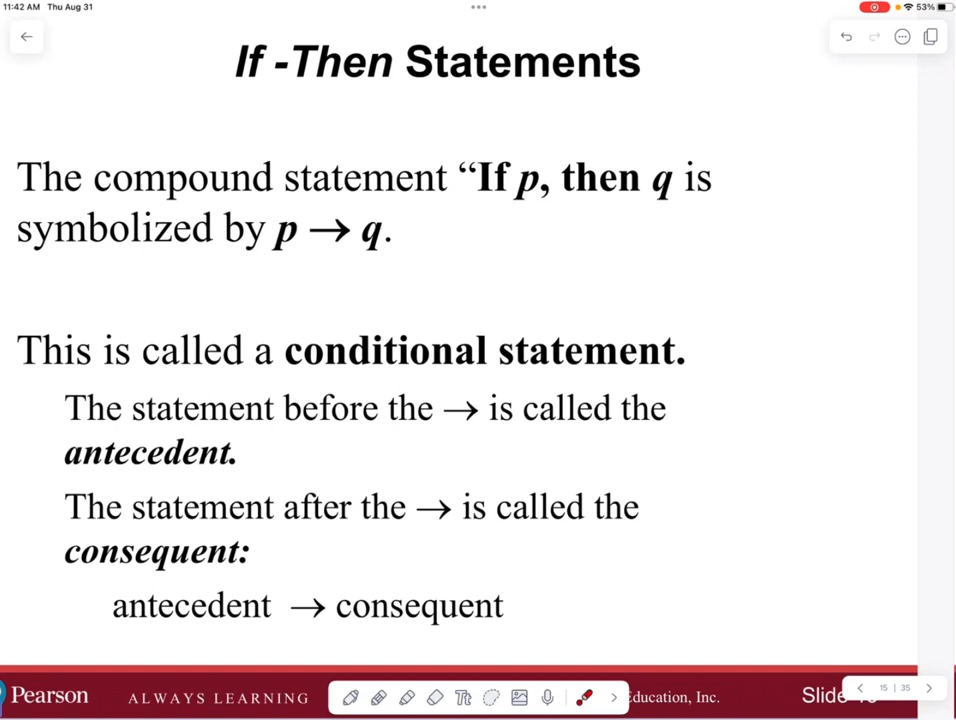 11:42 AM Thu Aug 31
53%
If -Then Statements
The compound statement “If p, then q is
symbolized by p → q.
This is called a conditional statement.
The statement before the → is called the
antecedent.
The statement after the → is called the
consequent:
antecedent → consequent
Pearson
ALWAYS LEARNING
Tt
Education, Inc.
Slide
15 | 35